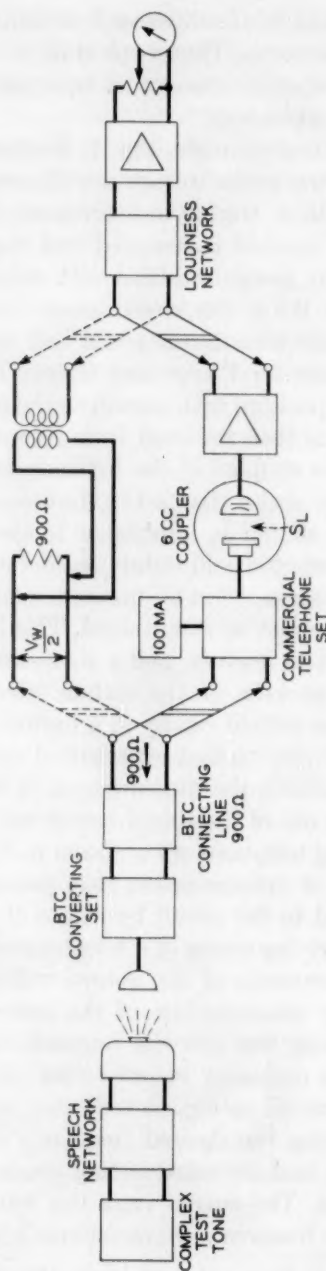 COMPLEX
TEST
TONE
SPEECH
NETWORK
BTC
CONVERTING
SET
BTC
CONNECTING
LINE
900Ω
900Ω
V_W/2
900Ω
100 MA
COMMERCIAL
TELEPHONE
SET
6 CC
COUPLER
S_L
LOUDNESS
NETWORK